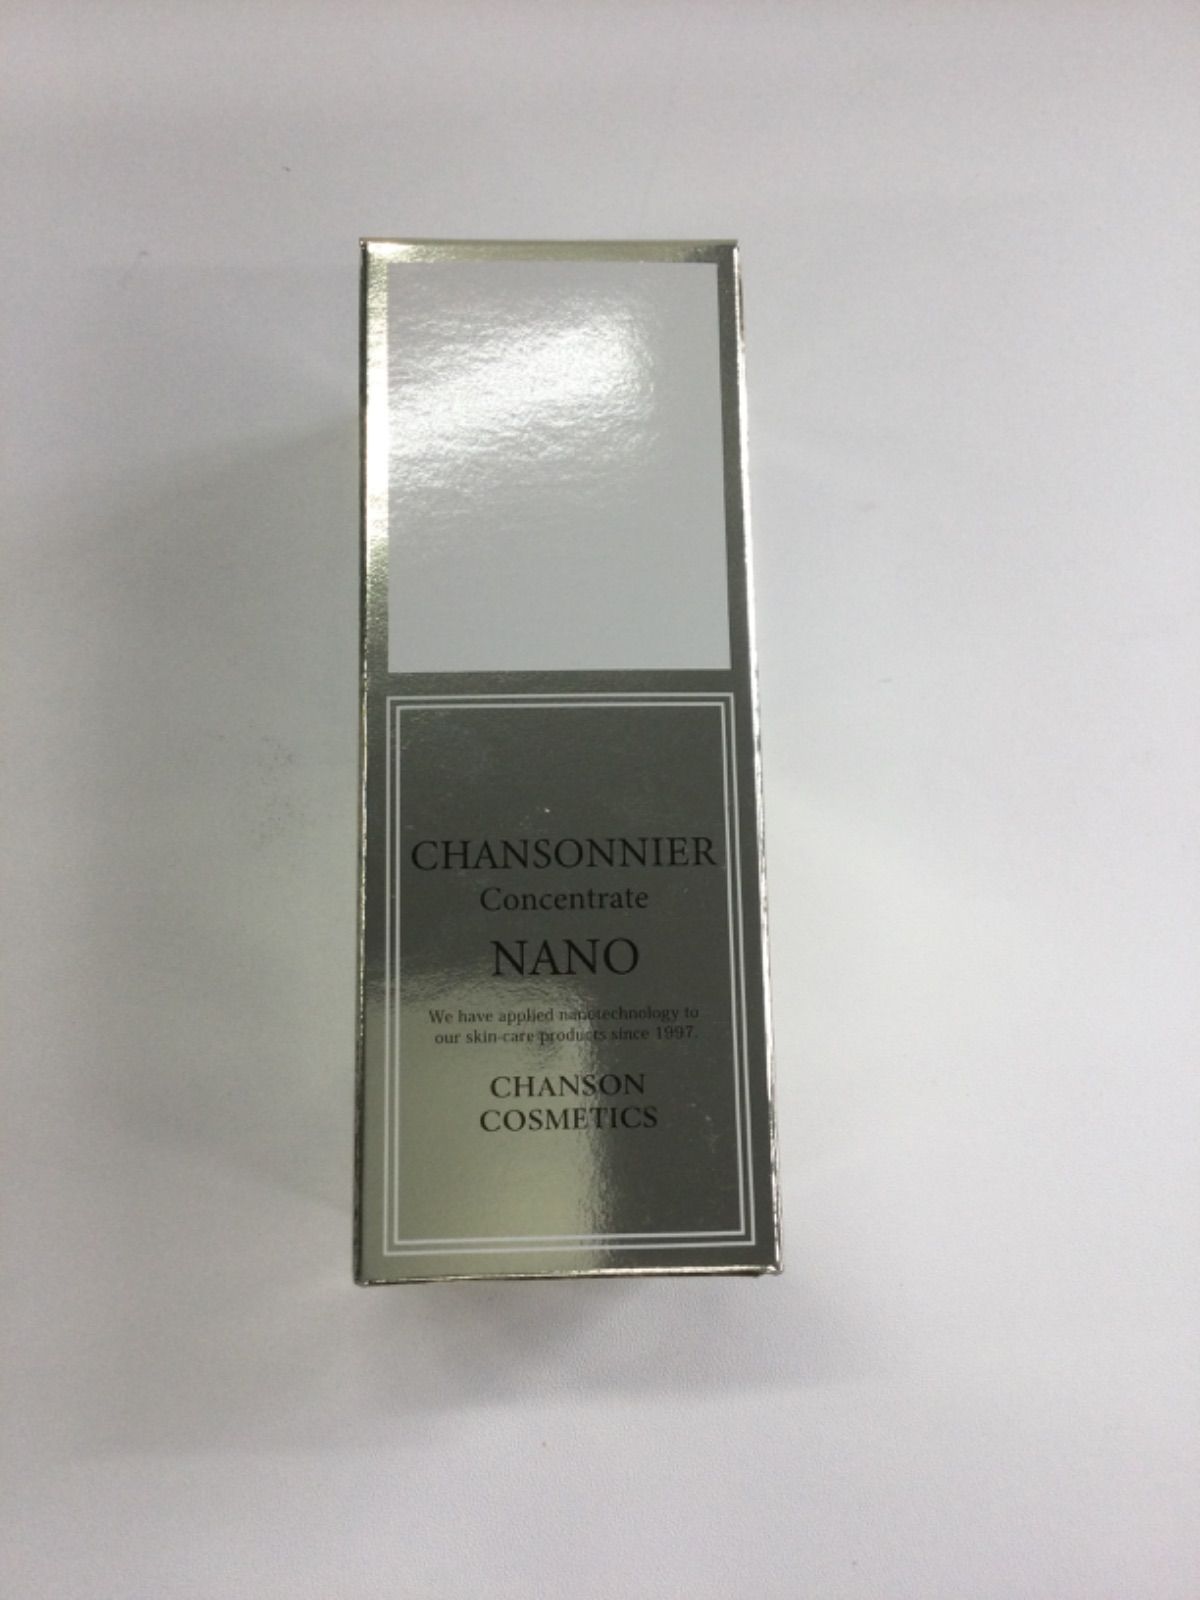 CHANSONNIER
Concentrate
NANO
We have applied nanotechnology to
our skin-care products since 1997.
CHANSON
COSMETICS